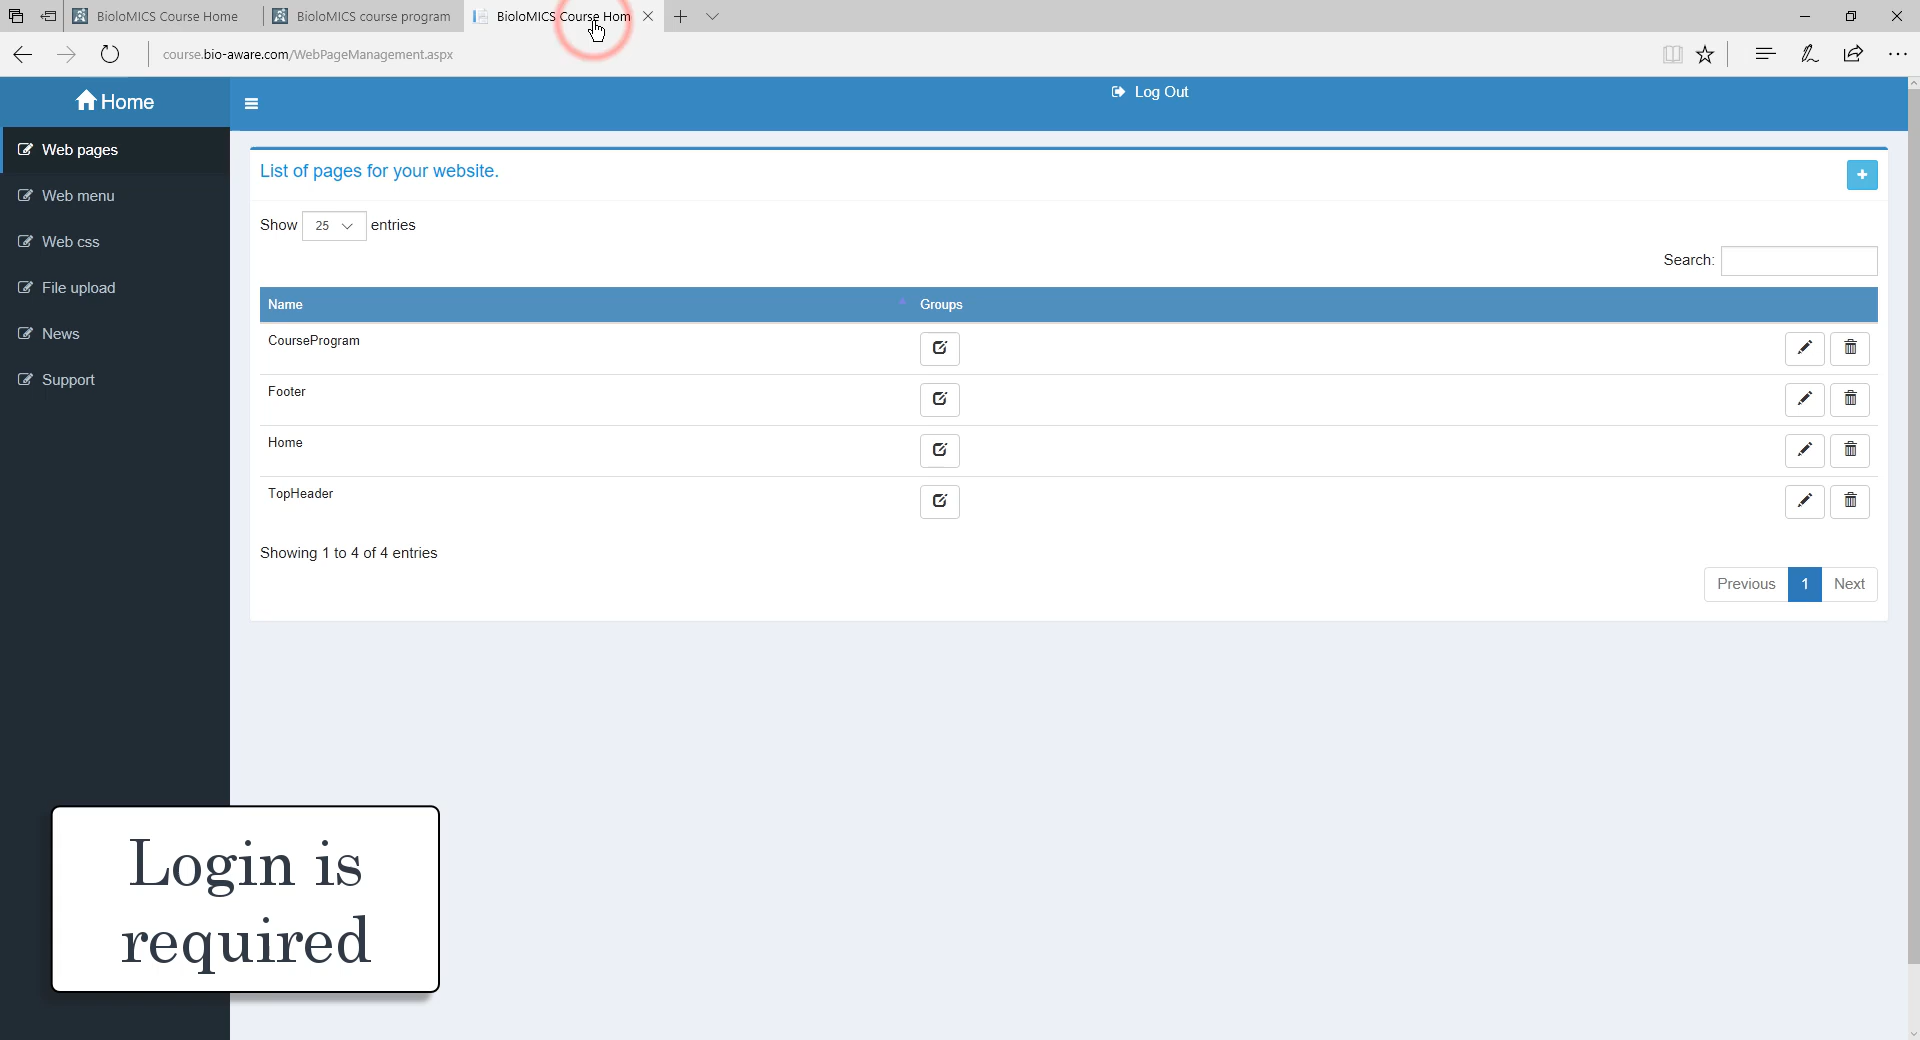 BioloMICS Course Home
BioloMICS course program
BioloMICS Course Hom
course.bio-aware.com/WebPageManagement.aspx
Home
Log Out
Web pages
Web menu
Web css
File upload
News
Support
List of pages for your website.
Show 25 entries
Search:
Name Groups
CourseProgram
Footer
Home
TopHeader
Showing 1 to 4 of 4 entries
Previous 1 Next
Login is
required